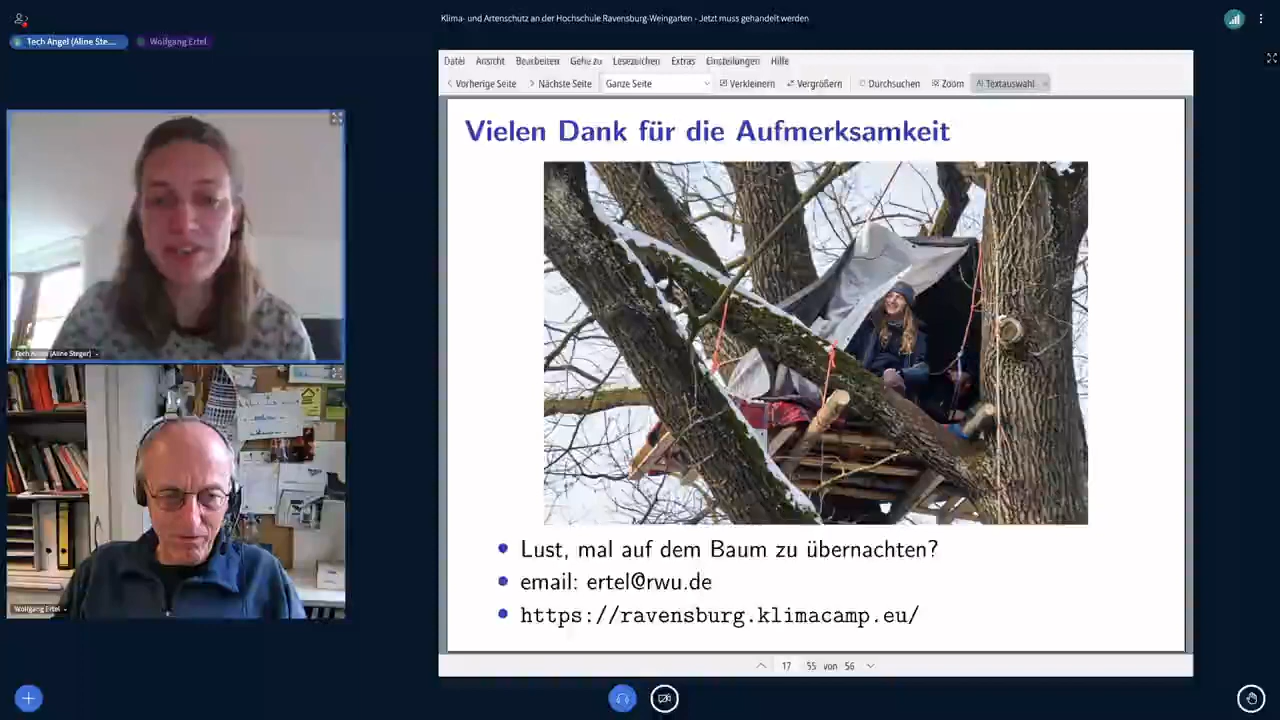 Klima- und Artenschutz an der Hochschule Ravensburg-Weingarten - Jetzt muss gehandelt werden
Tech Angel (Aline Ste...
Wolfgang Ertel
Datei Ansicht Bearbeiten Gehe zu Lesezeichen Extras Einstellungen Hilfe
Vorherige Seite Nächste Seite Ganze Seite Verkleinern Vergrößern Durchsuchen Zoom Textauswahl
Vielen Dank für die Aufmerksamkeit
Tech Angel (Aline Steger)
Wolfgang Ertel
Lust, mal auf dem Baum zu übernachten?
email: ertel@rwu.de
https://ravensburg.klimacamp.eu/
17 55 von 56